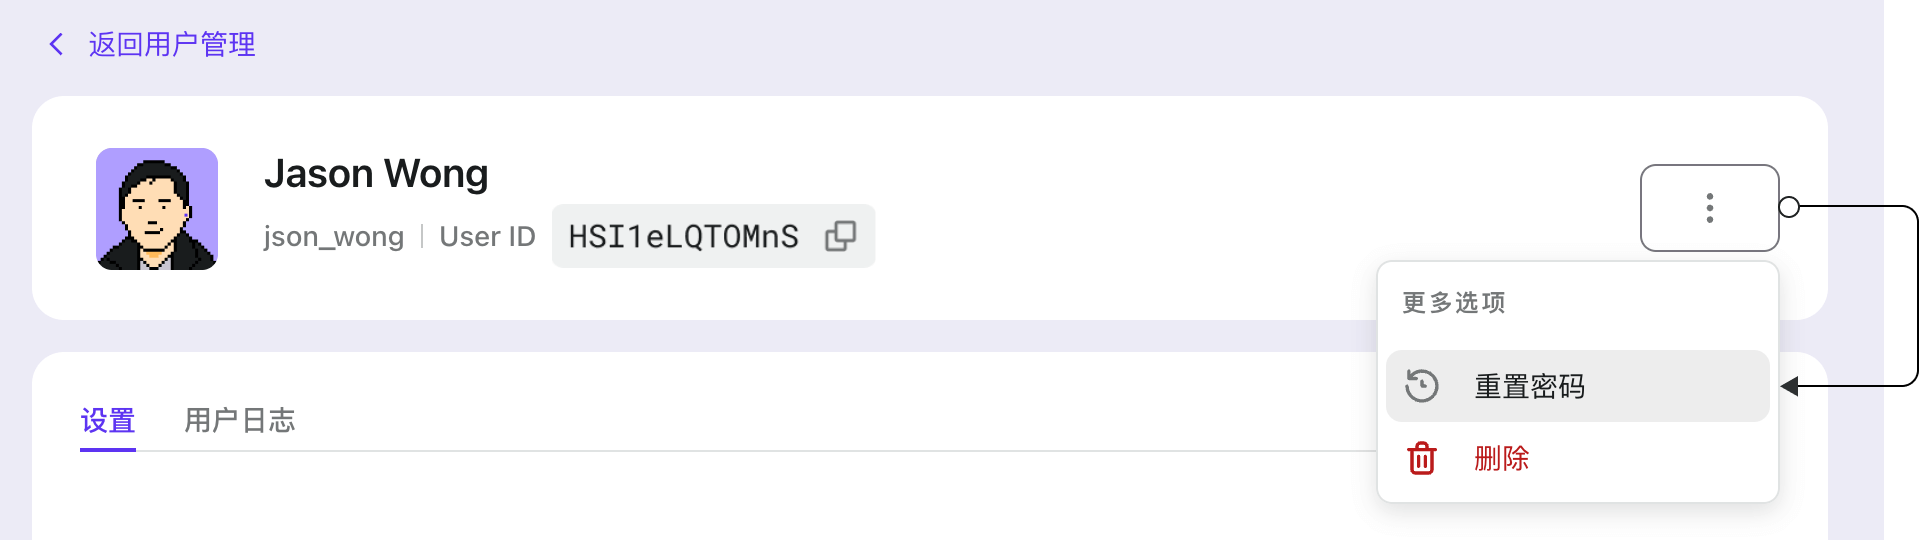 返回用户管理
Jason Wong
json_wong User ID HSI1eLQTOMnS
更多选项
重置密码
删除
设置 用户日志